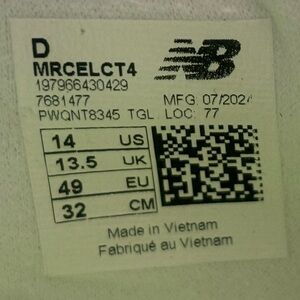 D
MRCELCT4
197966430429
7681477
MFG. 07/2024
PWQNT8345 TGL LOC: 77
14 US
13.5 UK
49 EU
32 CM
NB
Made in Vietnam
Fabriqué au Vietnam